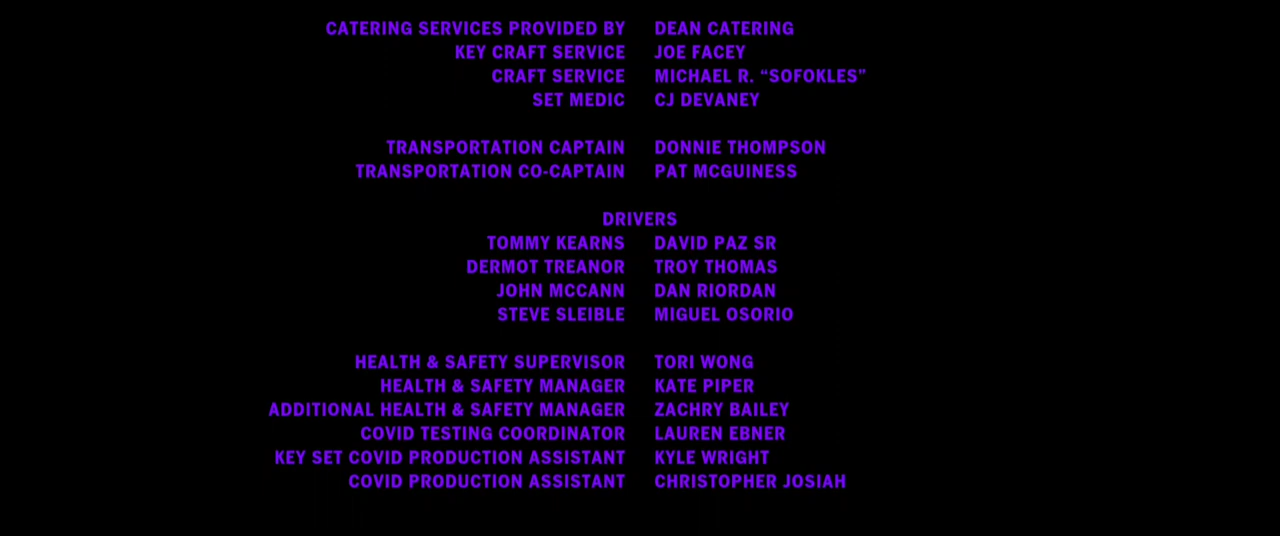 CATERING SERVICES PROVIDED BY DEAN CATERING
KEY CRAFT SERVICE JOE FACEY
CRAFT SERVICE MICHAEL R. “SOFOKLES”
SET MEDIC CJ DEVANEY
TRANSPORTATION CAPTAIN DONNIE THOMPSON
TRANSPORTATION CO-CAPTAIN PAT MCGUINESS
DRIVERS
TOMMY KEARNS DAVID PAZ SR
DERMOT TREANOR TROY THOMAS
JOHN MCCANN DAN RIORDAN
STEVE SLEIBLE MIGUEL OSORIO
HEALTH & SAFETY SUPERVISOR TORI WONG
HEALTH & SAFETY MANAGER KATE PIPER
ADDITIONAL HEALTH & SAFETY MANAGER ZACHRY BAILEY
COVID TESTING COORDINATOR LAUREN EBNER
KEY SET COVID PRODUCTION ASSISTANT KYLE WRIGHT
COVID PRODUCTION ASSISTANT CHRISTOPHER JOSIAH